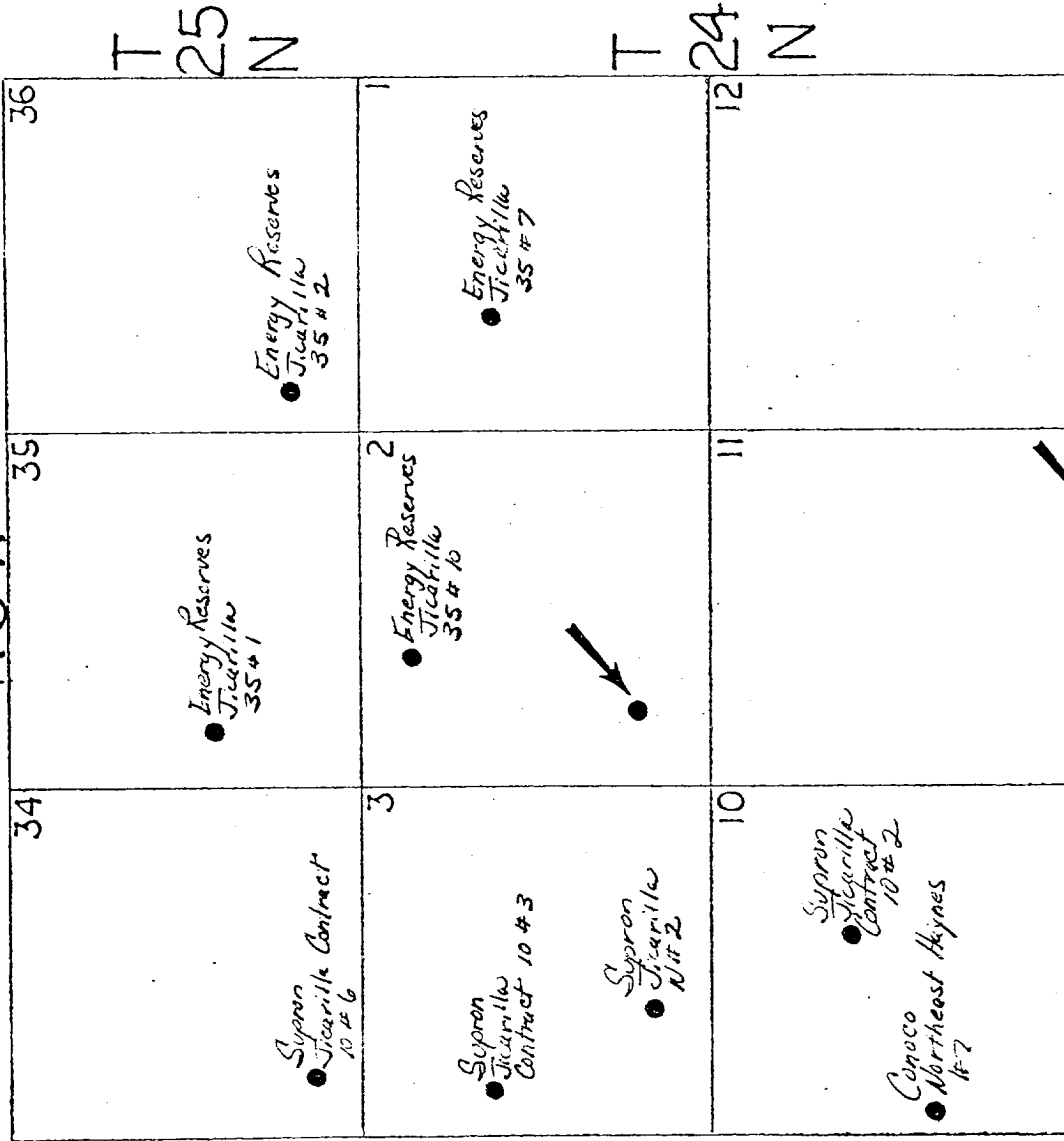 T
25
N
T
24
N
34
35
36
Supron
Jicarilla Contract
10 # 6
Energy Reserves
Jicarilla
35 # 1
Energy Reserves
Jicarilla
35 # 2
3
2
1
Supron
Jicarilla
Contract 10 # 3
Supron
Jicarilla
N # 2
Energy Reserves
Jicarilla
35 # 10
Energy Reserves
Jicarilla
35 # 7
10
11
12
Supron
Jicarilla
Contract
10 # 2
Conoco
Northeast Haynes
# 7